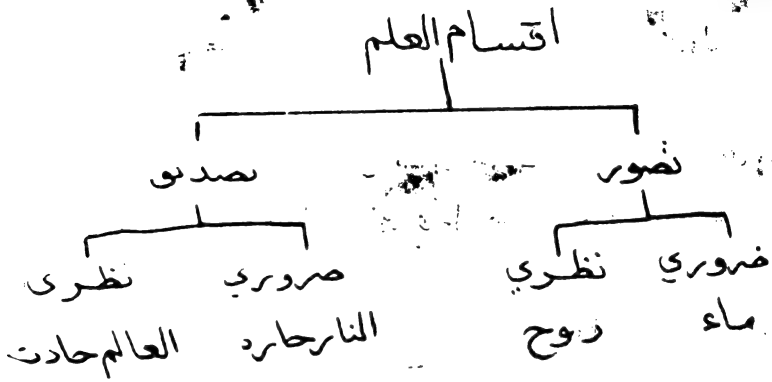 اقسام العلم
تصور تصديق
ضروري نظري ضروري نظرى
ماء روح النار حارة العالم حادث